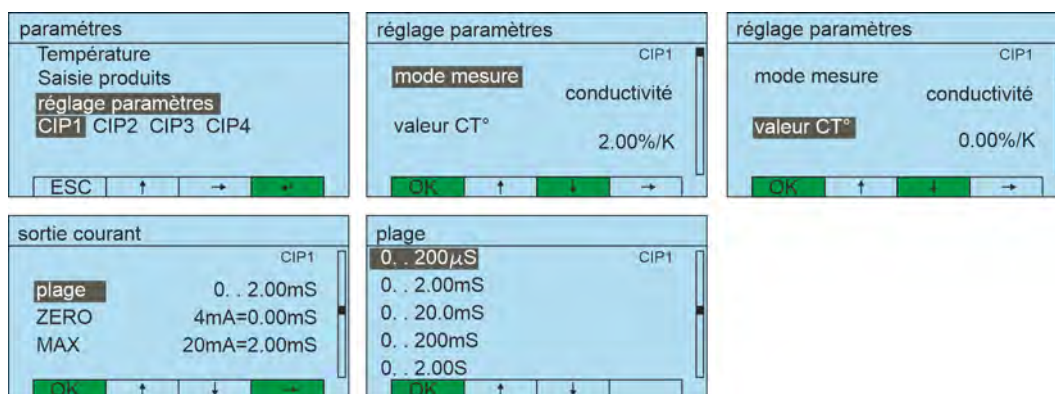 paramétres
Température
Saisie produits
réglage paramètres
CIP1 CIP2 CIP3 CIP4
ESC ↑ → ↵
réglage paramètres
CIP1
mode mesure
conductivité
valeur CT°
2.00%/K
OK ↑ ↓ →
réglage paramètres
CIP1
mode mesure
conductivité
valeur CT°
0.00%/K
OK ↑ ↓ →
sortie courant
CIP1
plage 0. . 2.00mS
ZERO 4mA=0.00mS
MAX 20mA=2.00mS
OK ↑ ↓ →
plage
0. . 200µS CIP1
0. . 2.00mS
0. . 20.0mS
0. . 200mS
0. . 2.00S
OK ↑ ↓